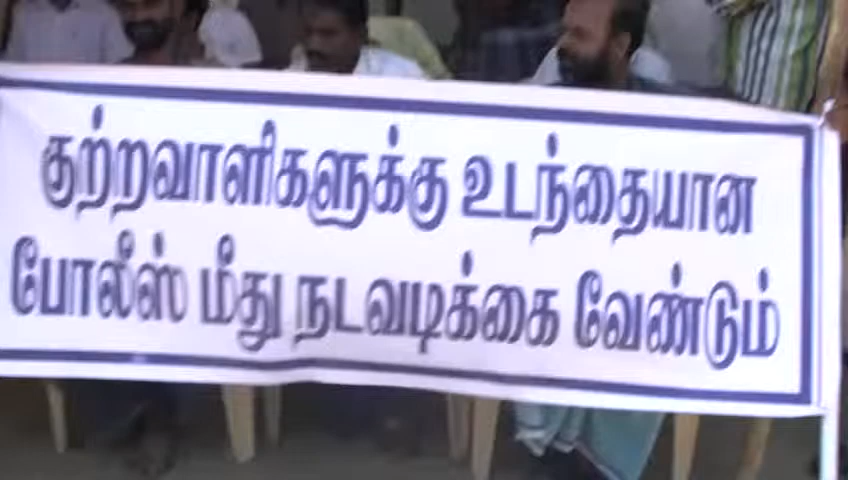 குற்றவாளிகளுக்கு உடந்தையான
போலீஸ் மீது நடவடிக்கை வேண்டும்